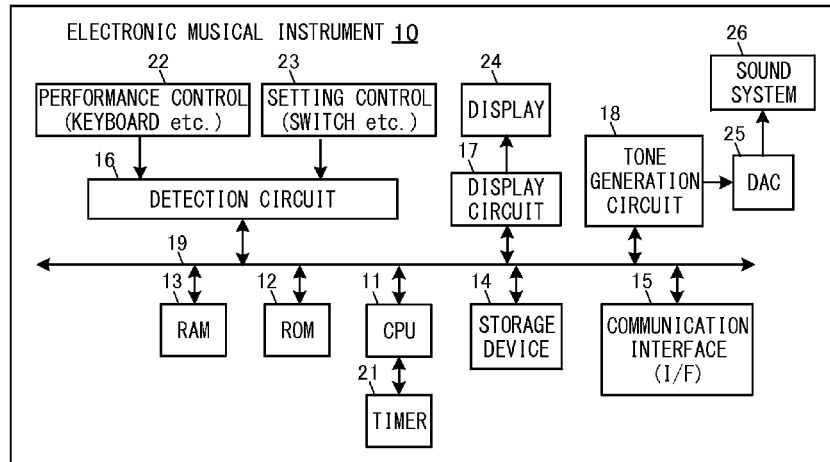 ELECTRONIC MUSICAL INSTRUMENT 10
22
PERFORMANCE CONTROL
(KEYBOARD etc.)
23
SETTING CONTROL
(SWITCH etc.)
24
DISPLAY
26
SOUND
SYSTEM
16
DETECTION CIRCUIT
17
DISPLAY
CIRCUIT
18
TONE
GENERATION
CIRCUIT
25
DAC
19
13
RAM
12
ROM
11
CPU
14
STORAGE
DEVICE
15
COMMUNICATION
INTERFACE
(I/F)
21
TIMER